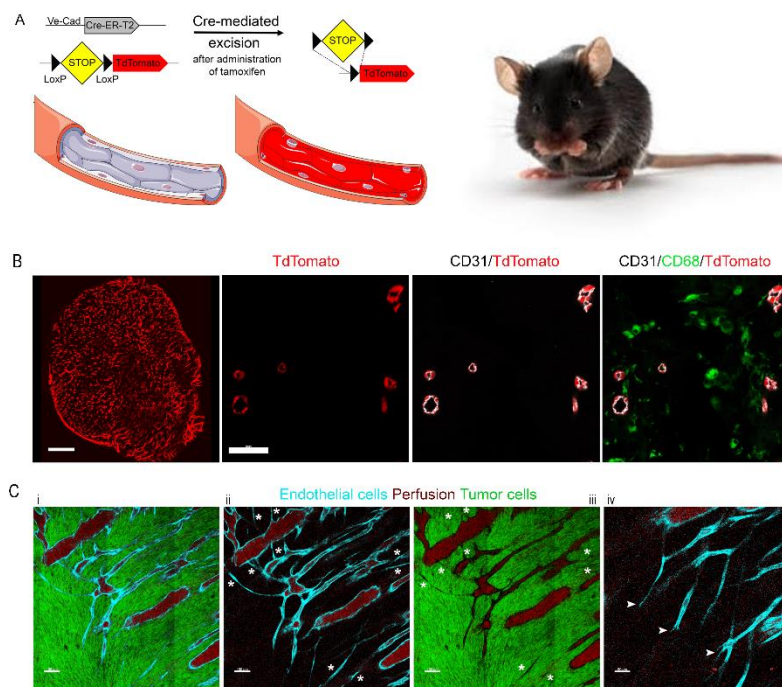 A
Ve-Cad
Cre-ER-T2
LoxP
STOP
LoxP
TdTomato
Cre-mediated
excision
after administration
of tamoxifen
STOP
TdTomato
B
TdTomato
CD31/TdTomato
CD31/CD68/TdTomato
C
Endothelial cells Perfusion Tumor cells
i
ii
iii
iv